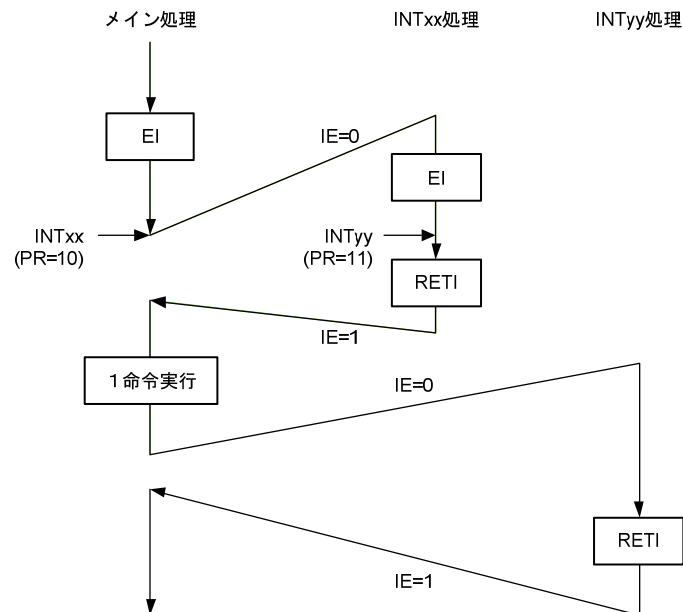 メイン処理
INTxx処理
INTyy処理
EI
IE=0
EI
INTxx
(PR=10)
INTyy
(PR=11)
RETI
IE=1
１命令実行
IE=0
RETI
IE=1